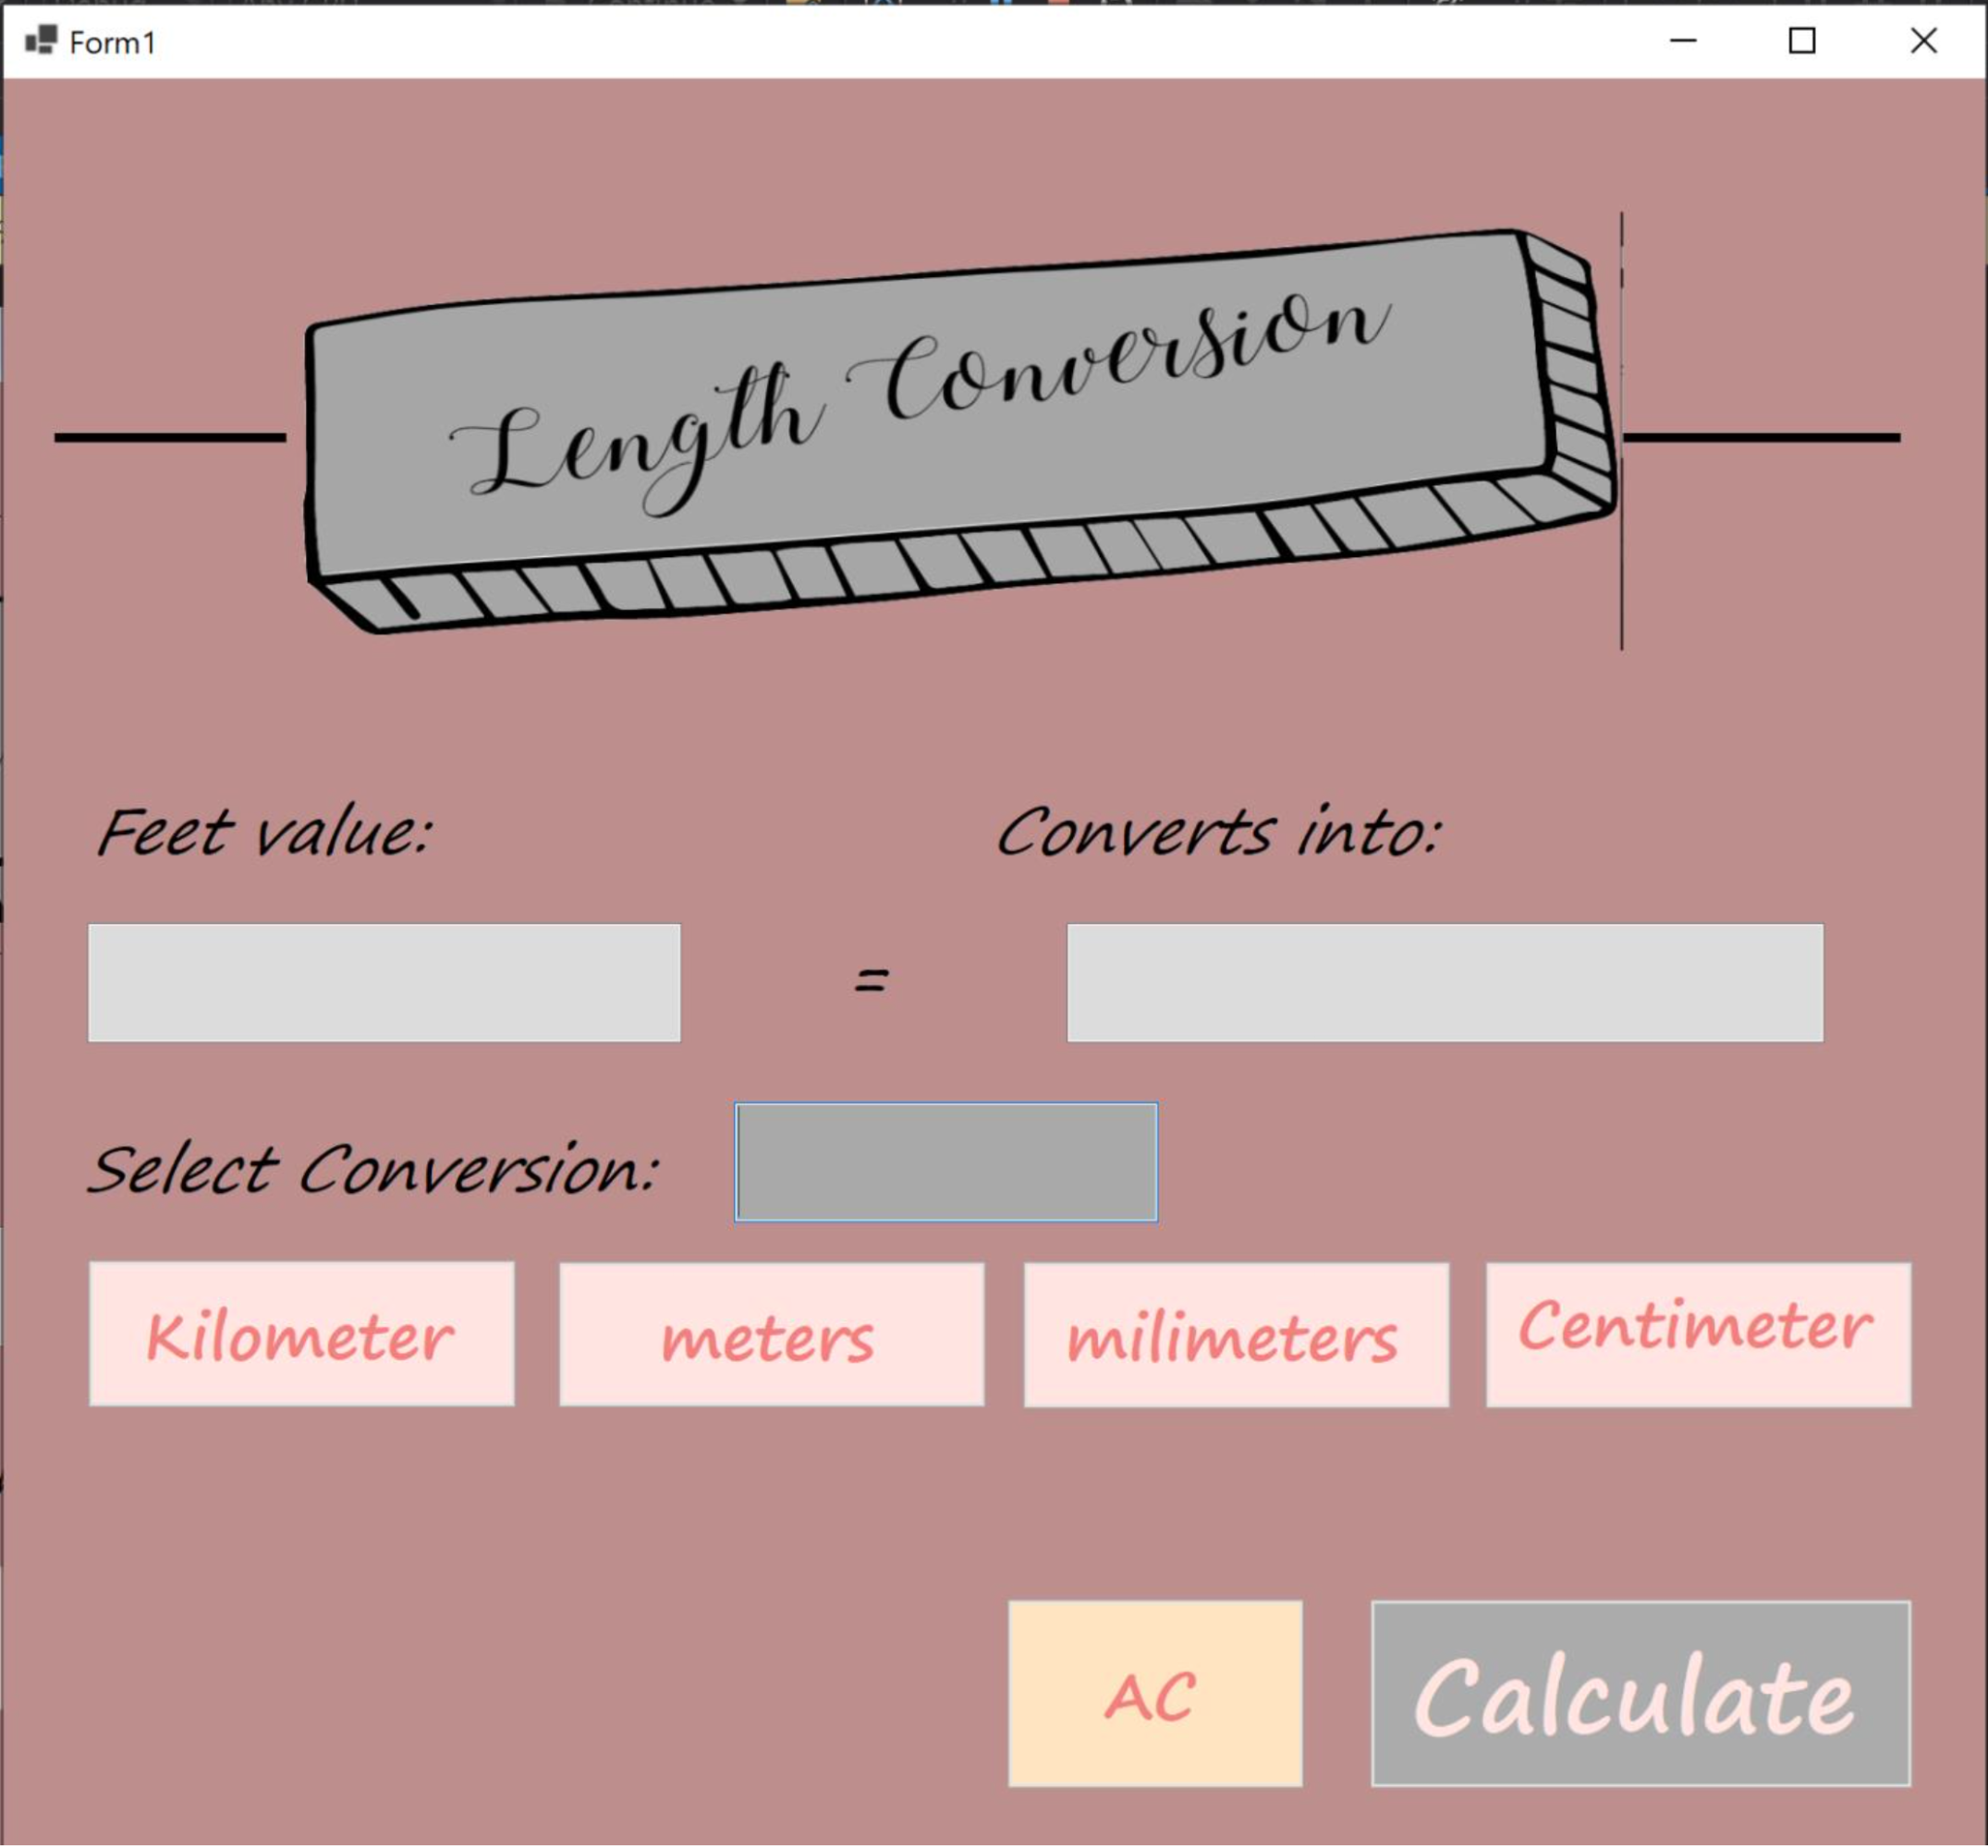 Form1
Length Conversion
Feet value:
Converts into:
=
Select Conversion:
Kilometer
meters
milimeters
Centimeter
AC
Calculate